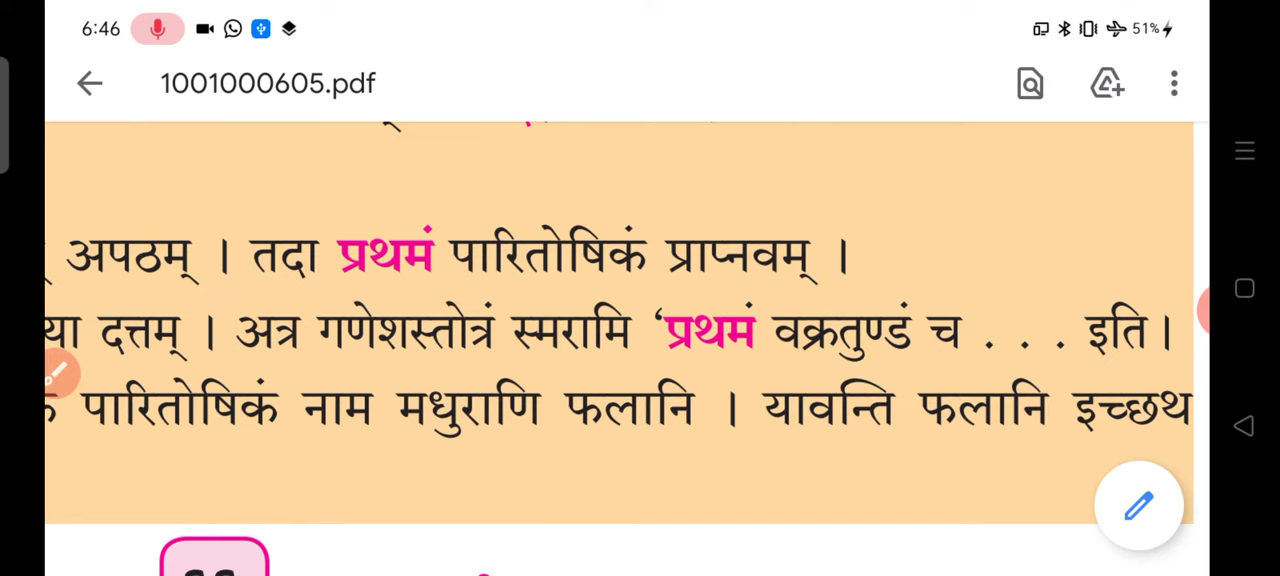 6:46 51%
1001000605.pdf
अपठम् । तदा प्रथमं पारितोषिकं प्राप्नवम् ।
था दत्तम् । अत्र गणेशस्तोत्रं स्मरामि ‘प्रथमं वक्रतुण्डं च . . . इति।
पारितोषिकं नाम मधुराणि फलानि । यावन्ति फलानि इच्छथ